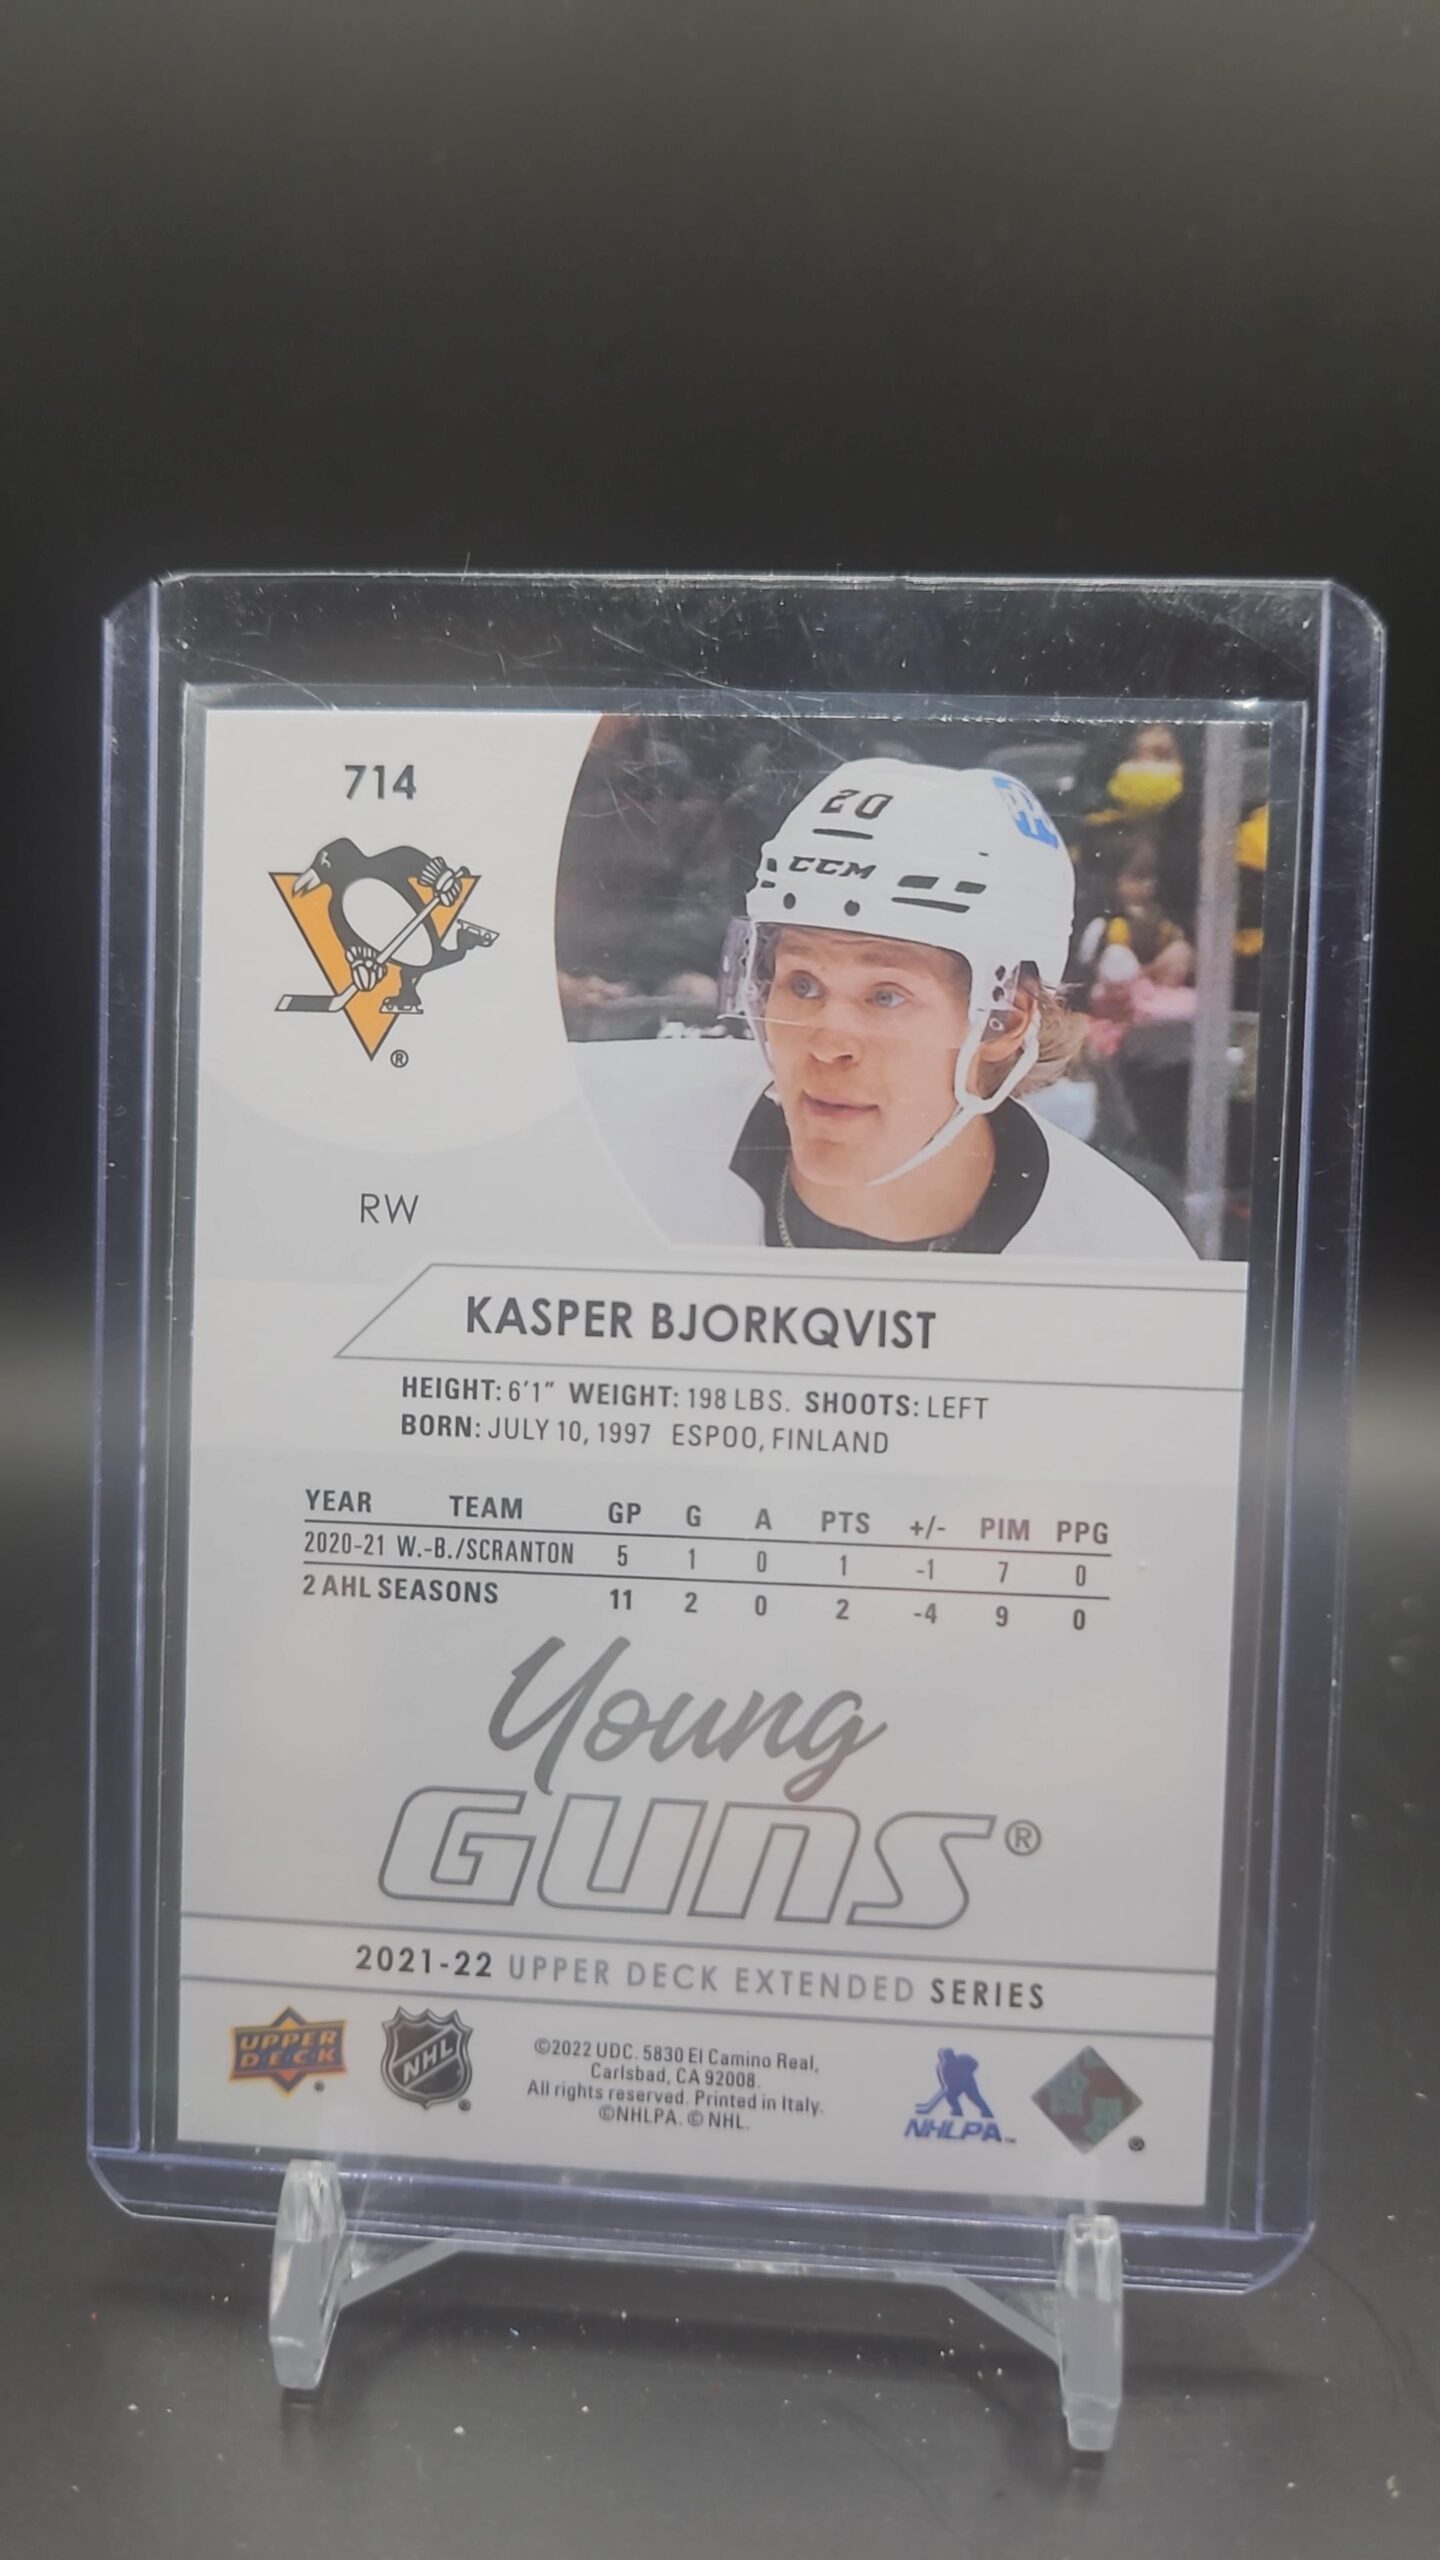 714
20
CCM
®
RW
KASPER BJORKQVIST
HEIGHT: 6'1" WEIGHT: 198 LBS. SHOOTS: LEFT
BORN: JULY 10, 1997 ESPOO, FINLAND
YEAR TEAM GP G A PTS +/- PIM PPG
2020-21 W.-B./SCRANTON 5 1 0 1 -1 7 0
2 AHL SEASONS 11 2 0 2 -4 9 0
Young
GUNS®
2021-22 UPPER DECK EXTENDED SERIES
UPPER
DECK
®
NHL
®
©2022 UDC. 5830 El Camino Real,
Carlsbad, CA 92008.
All rights reserved. Printed in Italy.
©NHLPA. © NHL.
NHLPA™
®